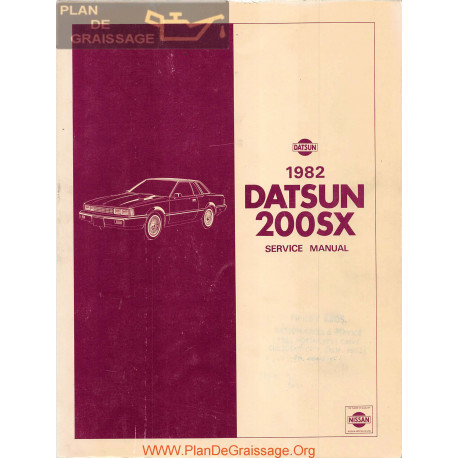 PLAN DE
GRAISSAGE
DATSUN
1982
DATSUN
200SX
SERVICE MANUAL
NISSAN
www.PlanDeGraissage.Org